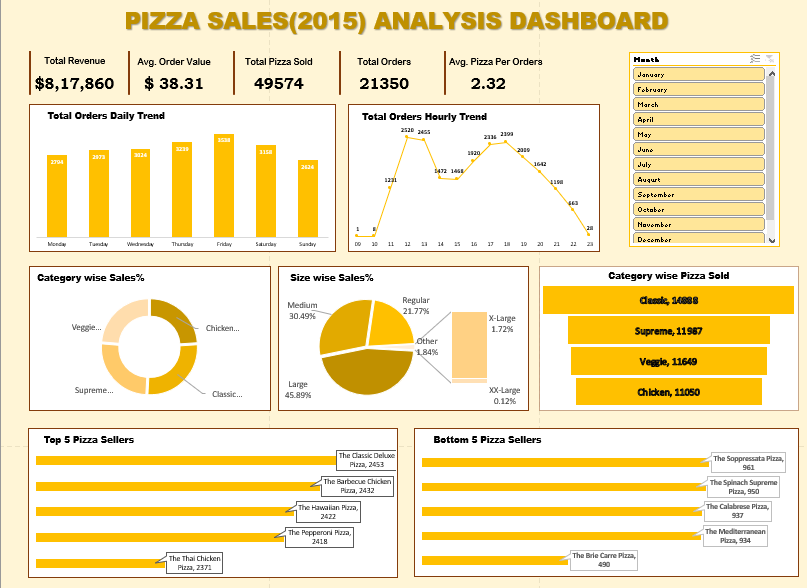 PIZZA SALES(2015) ANALYSIS DASHBOARD
Total Revenue
$8,17,860
Avg. Order Value
$ 38.31
Total Pizza Sold
49574
Total Orders
21350
Avg. Pizza Per Orders
2.32
Month
January
February
March
April
May
June
July
August
September
October
November
December
Total Orders Daily Trend
2794
2973
3024
3239
3538
3158
2624
Monday
Tuesday
Wednesday
Thursday
Friday
Saturday
Sunday
Total Orders Hourly Trend
1
8
1231
2520
2455
1472
1468
1920
2336
2399
2009
1642
1198
663
28
09
10
11
12
13
14
15
16
17
18
19
20
21
22
23
Category wise Sales%
Veggie...
Chicken...
Supreme...
Classic...
Size wise Sales%
Medium
30.49%
Regular
21.77%
Other
1.84%
Large
45.89%
X-Large
1.72%
XX-Large
0.12%
Category wise Pizza Sold
Classic, 14888
Supreme, 11987
Veggie, 11649
Chicken, 11050
Top 5 Pizza Sellers
The Classic Deluxe
Pizza, 2453
The Barbecue Chicken
Pizza, 2432
The Hawaiian Pizza,
2422
The Pepperoni Pizza,
2418
The Thai Chicken
Pizza, 2371
Bottom 5 Pizza Sellers
The Soppressata Pizza,
961
The Spinach Supreme
Pizza, 950
The Calabrese Pizza,
937
The Mediterranean
Pizza, 934
The Brie Carre Pizza,
490